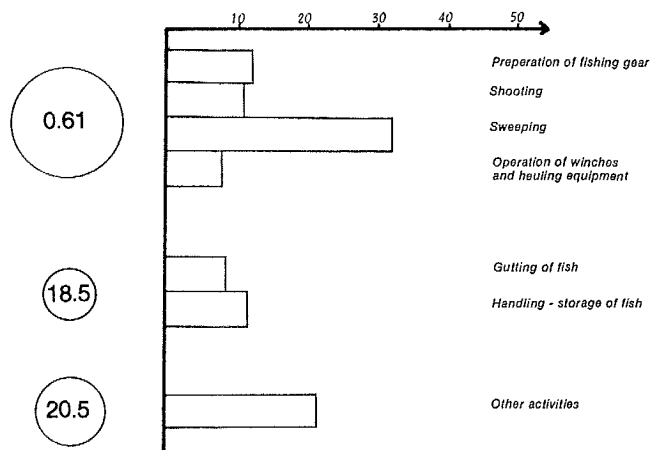 10 20 30 40 50
Preperation of fishing gear
Shooting
0.61
Sweeping
Operation of winches
and heuling equipment
Gutting of fish
18.5
Handling - storage of fish
20.5
Other activities